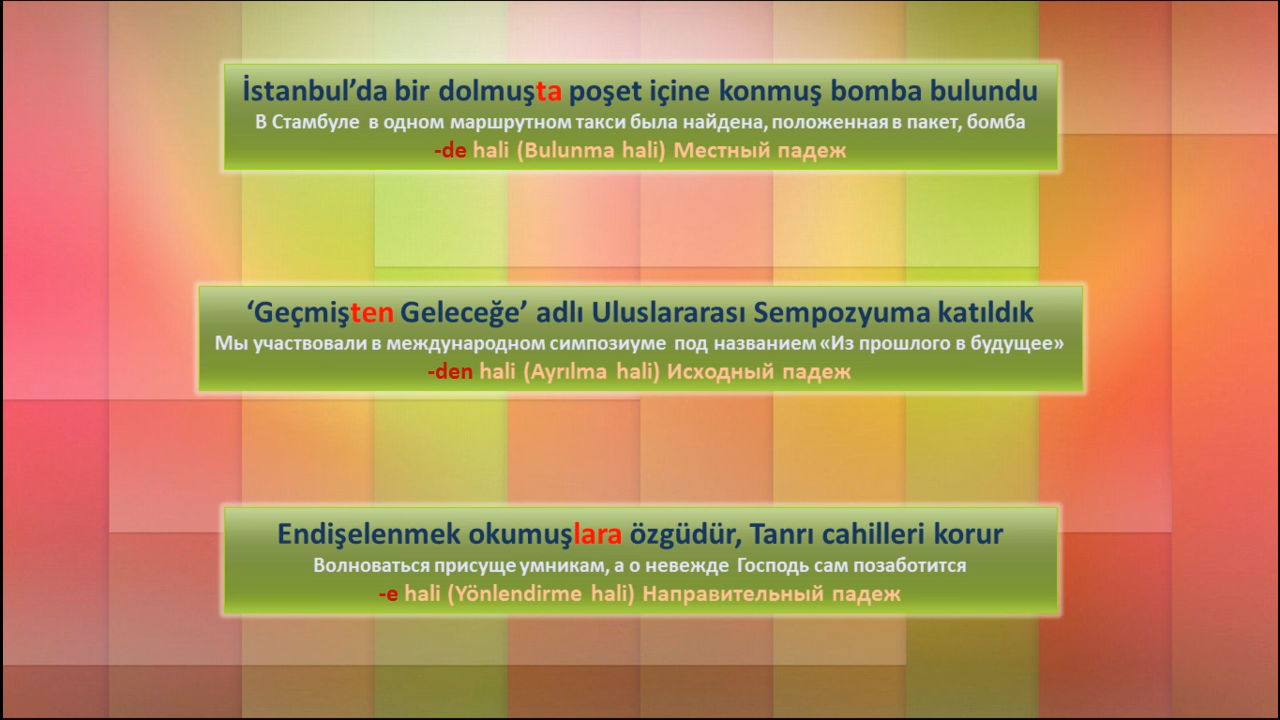 İstanbul’da bir dolmuşta poşet içine konmuş bomba bulundu
В Стамбуле в одном маршрутном такси была найдена, положенная в пакет, бомба
-de hali (Bulunma hali) Местный падеж
‘Geçmişten Geleceğe’ adlı Uluslararası Sempozyuma katıldık
Мы участвовали в международном симпозиуме под названием «Из прошлого в будущее»
-den hali (Ayrılma hali) Исходный падеж
Endişelenmek okumuşlara özgüdür, Tanrı cahilleri korur
Волноваться присуще умникам, а о невежде Господь сам позаботится
-e hali (Yönlendirme hali) Направительный падеж